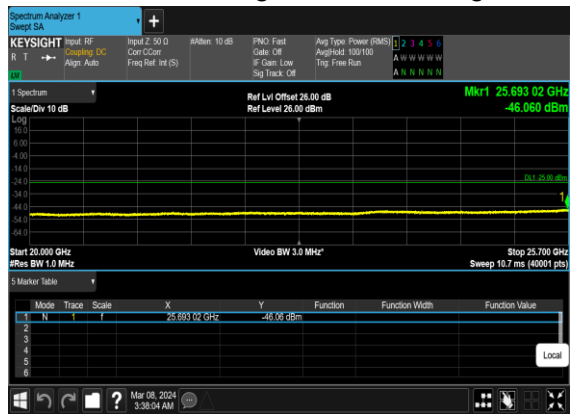 Spectrum Analyzer 1
Swept SA
+
KEYSIGHT Input: RF Input Z: 50 Ω #Atten: 10 dB PNO: Fast Avg Type: Power (RMS) 1 2 3 4 5 6
R T Coupling: DC Corr CCorr Gate: Off Avg|Hold: 100/100 A W W W W W
Align: Auto Freq Ref: Int (S) IF Gain: Low Trig: Free Run
LW Sig Track: Off A N N N N N
1 Spectrum Ref Lvl Offset 26.00 dB Mkr1 25.693 02 GHz
Scale/Div 10 dB Ref Level 26.00 dBm -46.060 dBm
Log
16.0
6.00
-4.00
-14.0
-24.0 DL1 -25.00 dBm
-34.0 1
-44.0
-54.0
-64.0
Start 20.000 GHz Video BW 3.0 MHz* Stop 25.700 GHz
#Res BW 1.0 MHz Sweep 10.7 ms (40001 pts)
5 Marker Table
Mode Trace Scale X Y Function Function Width Function Value
1 N 1 f 25.693 02 GHz -46.06 dBm
2
3
4
5
6
Local
? Mar 08, 2024
3:38:04 AM